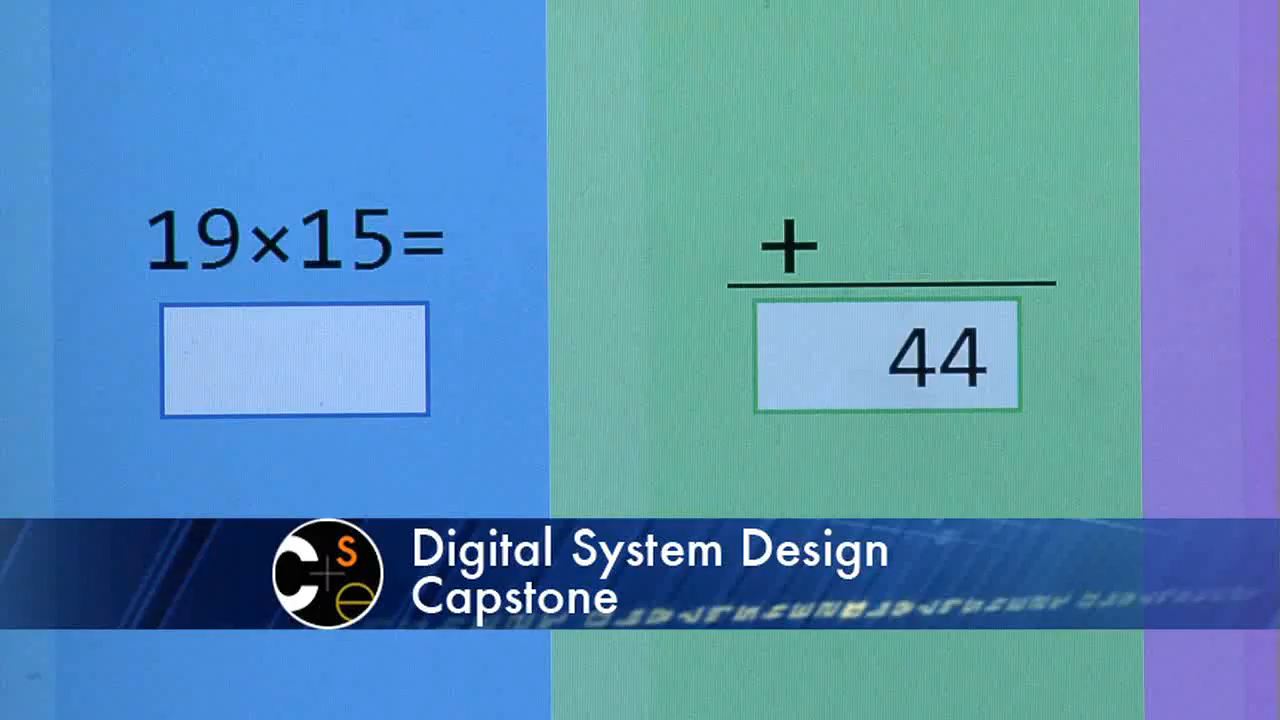 19×15=
+
44
C s e
Digital System Design
Capstone